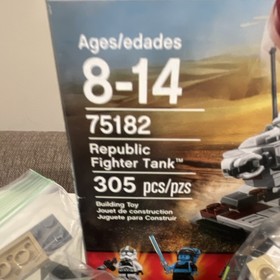 Ages/edades
8-14
75182
Republic
Fighter Tank™
305 pcs/pzs
Building Toy
Jouet de construction
Juguete para Construir